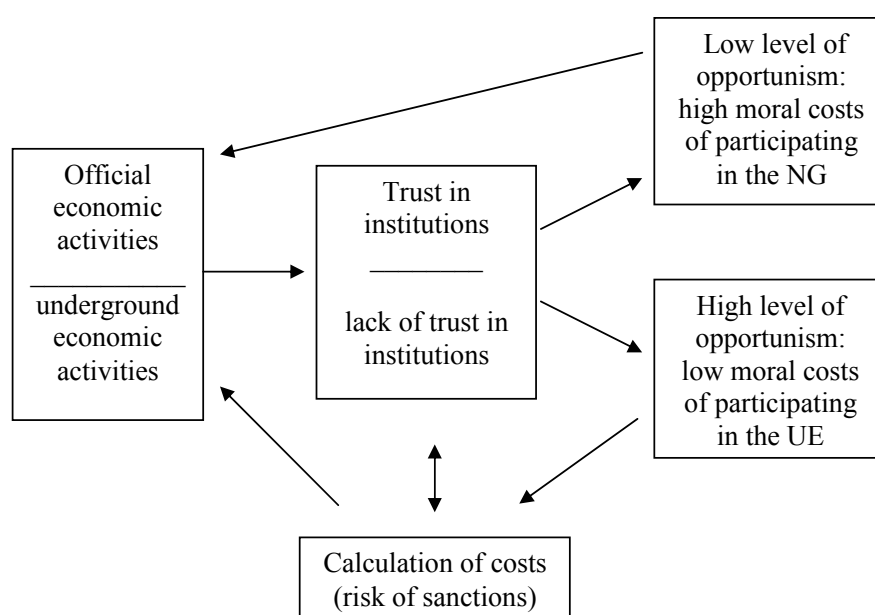 Low level of
opportunism:
high moral costs
of participating
in the NG
Official
economic
activities
underground
economic
activities
Trust in
institutions
lack of trust in
institutions
High level of
opportunism:
low moral costs
of participating
in the UE
Calculation of costs
(risk of sanctions)